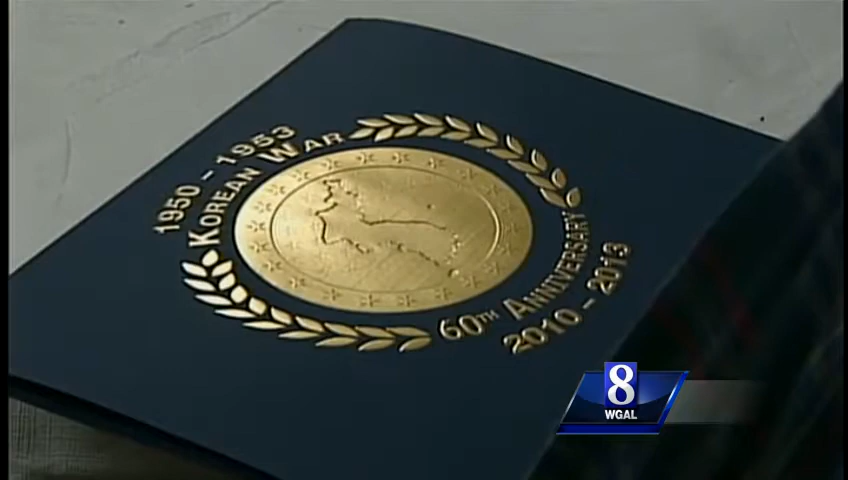 1950 - 1953
KOREAN WAR
60TH ANNIVERSARY
2010 - 2013
8
WGAL